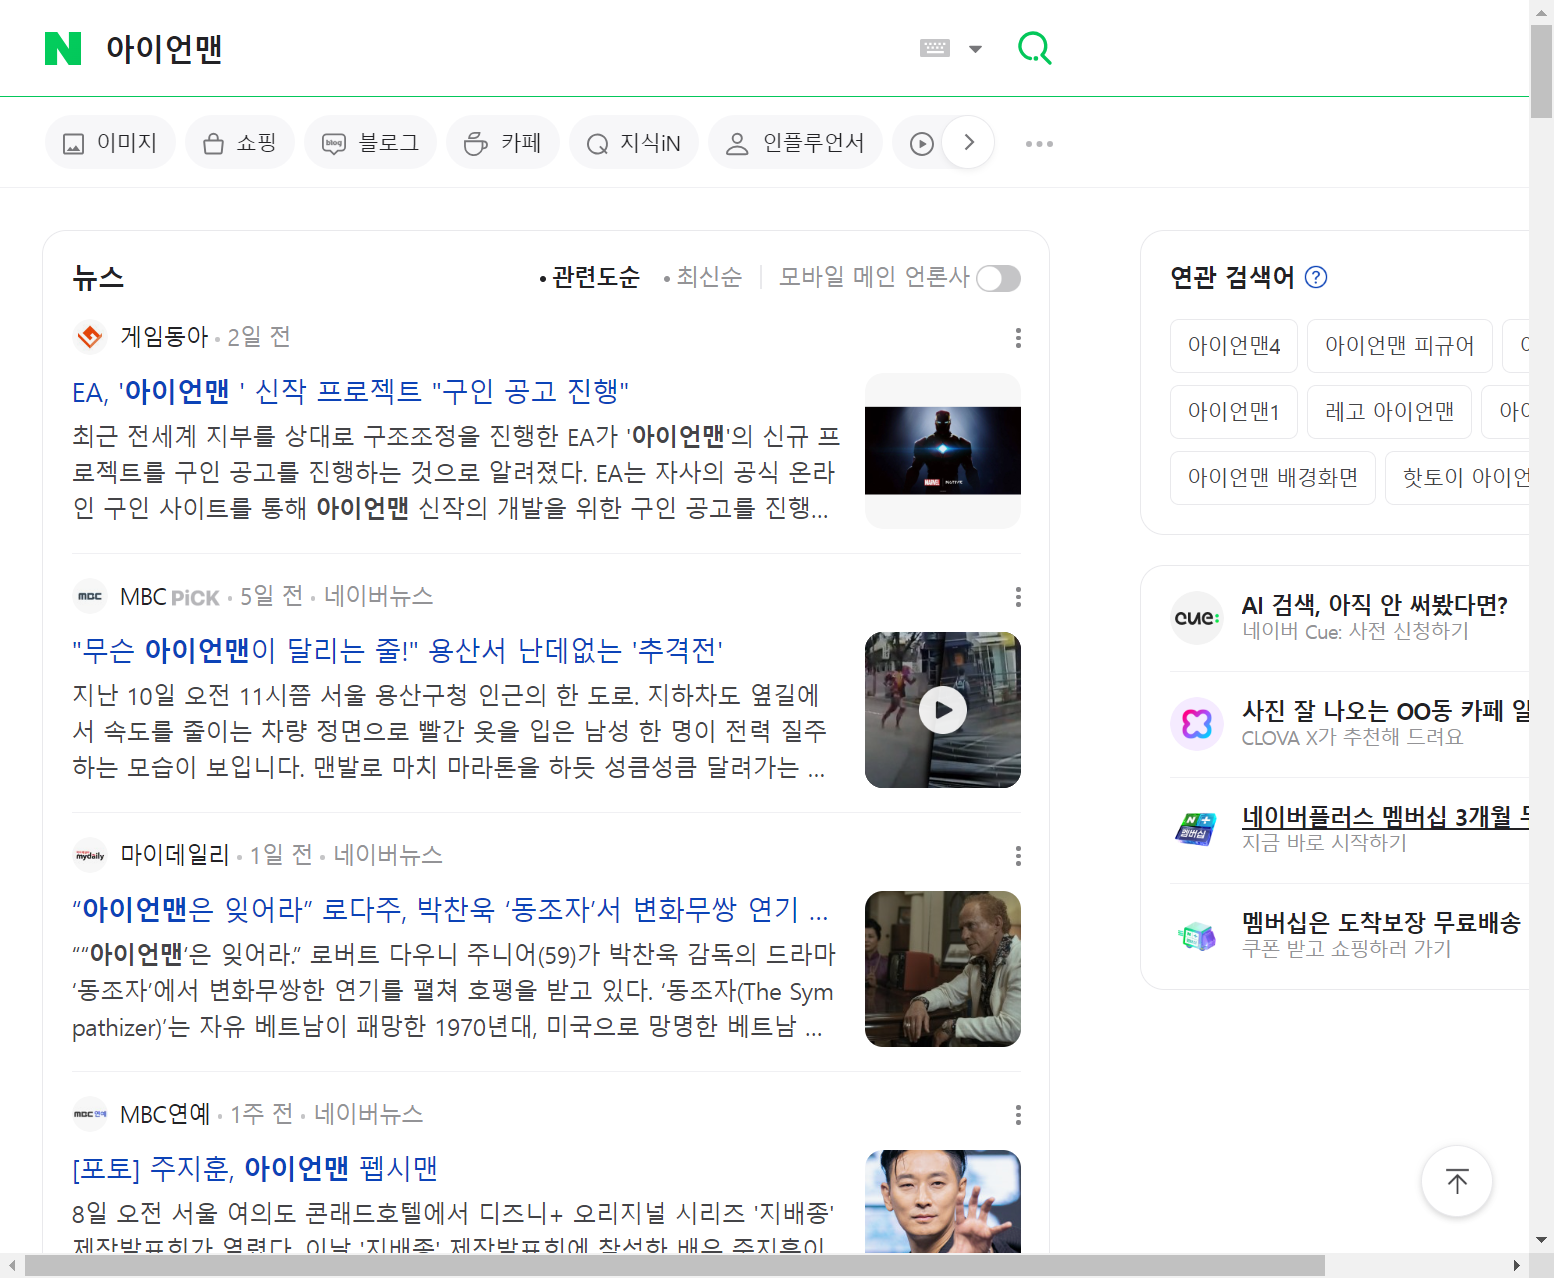 N 아이언맨
이미지 쇼핑 블로그 카페 지식iN 인플루언서
뉴스
관련도순 최신순 모바일 메인 언론사
게임동아 2일 전
EA, '아이언맨 ' 신작 프로젝트 "구인 공고 진행"
최근 전세계 지부를 상대로 구조조정을 진행한 EA가 '아이언맨'의 신규 프
로젝트를 구인 공고를 진행하는 것으로 알려졌다. EA는 자사의 공식 온라
인 구인 사이트를 통해 아이언맨 신작의 개발을 위한 구인 공고를 진행...
MBC PiCK 5일 전 네이버뉴스
"무슨 아이언맨이 달리는 줄!" 용산서 난데없는 '추격전'
지난 10일 오전 11시쯤 서울 용산구청 인근의 한 도로. 지하차도 옆길에
서 속도를 줄이는 차량 정면으로 빨간 옷을 입은 남성 한 명이 전력 질주
하는 모습이 보입니다. 맨발로 마치 마라톤을 하듯 성큼성큼 달려가는 ...
마이데일리 1일 전 네이버뉴스
“아이언맨은 잊어라” 로다주, 박찬욱 ‘동조자’서 변화무쌍 연기 ...
““아이언맨‘은 잊어라.” 로버트 다우니 주니어(59)가 박찬욱 감독의 드라마
‘동조자’에서 변화무쌍한 연기를 펼쳐 호평을 받고 있다. ‘동조자(The Sym
pathizer)’는 자유 베트남이 패망한 1970년대, 미국으로 망명한 베트남 ...
MBC연예 1주 전 네이버뉴스
[포토] 주지훈, 아이언맨 펩시맨
8일 오전 서울 여의도 콘래드호텔에서 디즈니+ 오리지널 시리즈 '지배종'
제작발표회가 열렸다. 이날 '지배종' 제작발표회에 참석한 배우 주지훈이
연관 검색어
아이언맨4 아이언맨 피규어
아이언맨1 레고 아이언맨
아이언맨 배경화면 핫토이 아이언
cue:
AI 검색, 아직 안 써봤다면?
네이버 Cue: 사전 신청하기
사진 잘 나오는 OO동 카페 일
CLOVA X가 추천해 드려요
네이버플러스 멤버십 3개월
지금 바로 시작하기
멤버십은 도착보장 무료배송
쿠폰 받고 쇼핑하러 가기